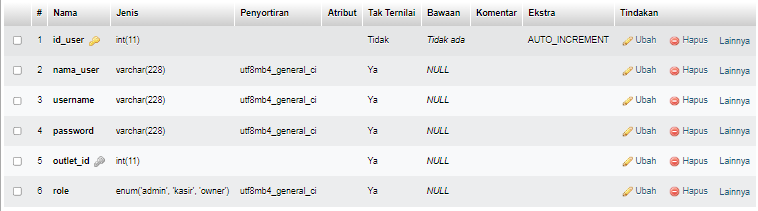 # Nama Jenis Penyortiran Atribut Tak Ternilai Bawaan Komentar Ekstra Tindakan
1 id_user int(11) Tidak Tidak ada AUTO_INCREMENT Ubah Hapus Lainnya
2 nama_user varchar(228) utf8mb4_general_ci Ya NULL Ubah Hapus Lainnya
3 username varchar(228) utf8mb4_general_ci Ya NULL Ubah Hapus Lainnya
4 password varchar(228) utf8mb4_general_ci Ya NULL Ubah Hapus Lainnya
5 outlet_id int(11) Ya NULL Ubah Hapus Lainnya
6 role enum('admin', 'kasir', 'owner') utf8mb4_general_ci Ya NULL Ubah Hapus Lainnya